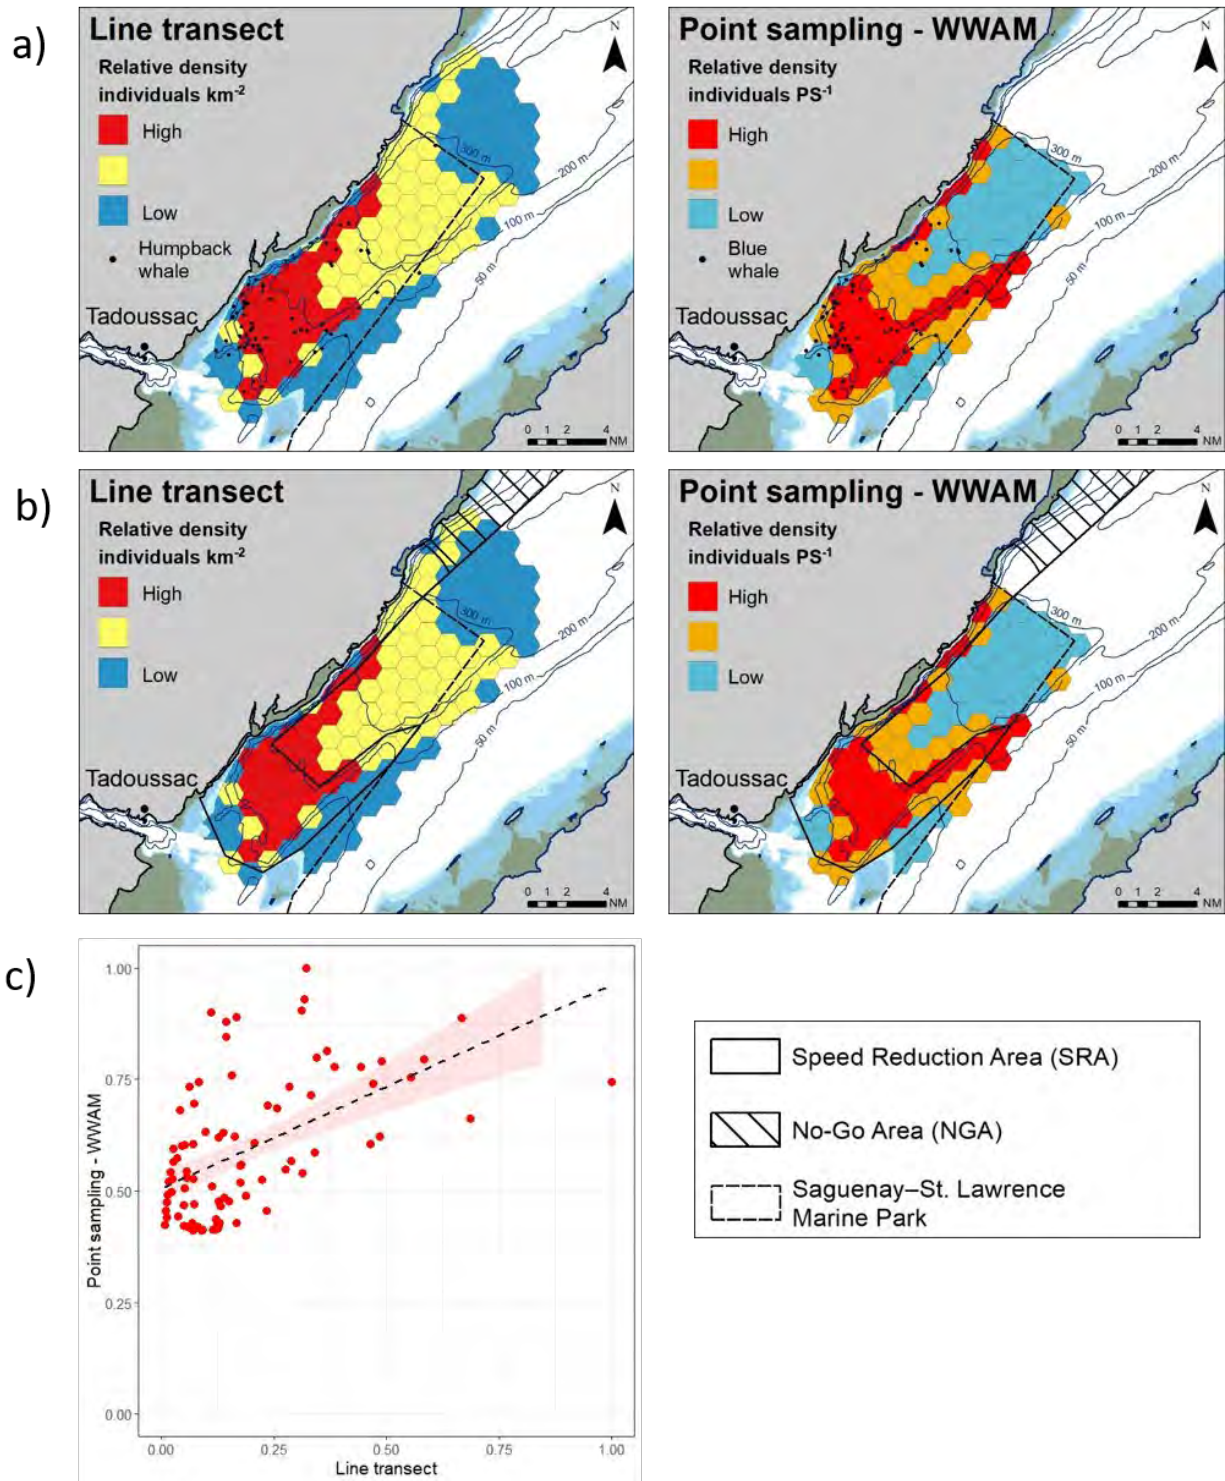 a)
Line transect
Relative density
individuals km⁻²
High
Low
Humpback
whale
Tadoussac
N
300 m
200 m
100 m
50 m
0 1 2 4
NM
Point sampling - WWAM
Relative density
individuals PS⁻¹
High
Low
Blue
whale
Tadoussac
N
300 m
200 m
100 m
50 m
0 1 2 4
NM
b)
Line transect
Relative density
individuals km⁻²
High
Low
Tadoussac
N
300 m
200 m
100 m
50 m
0 1 2 4
NM
Point sampling - WWAM
Relative density
individuals PS⁻¹
High
Low
Tadoussac
N
300 m
200 m
100 m
50 m
0 1 2 4
NM
c)
Point sampling - WWAM
1.00
0.75
0.50
0.25
0.00
0.00 0.25 0.50 0.75 1.00
Line transect
Speed Reduction Area (SRA)
No-Go Area (NGA)
Saguenay–St. Lawrence
Marine Park